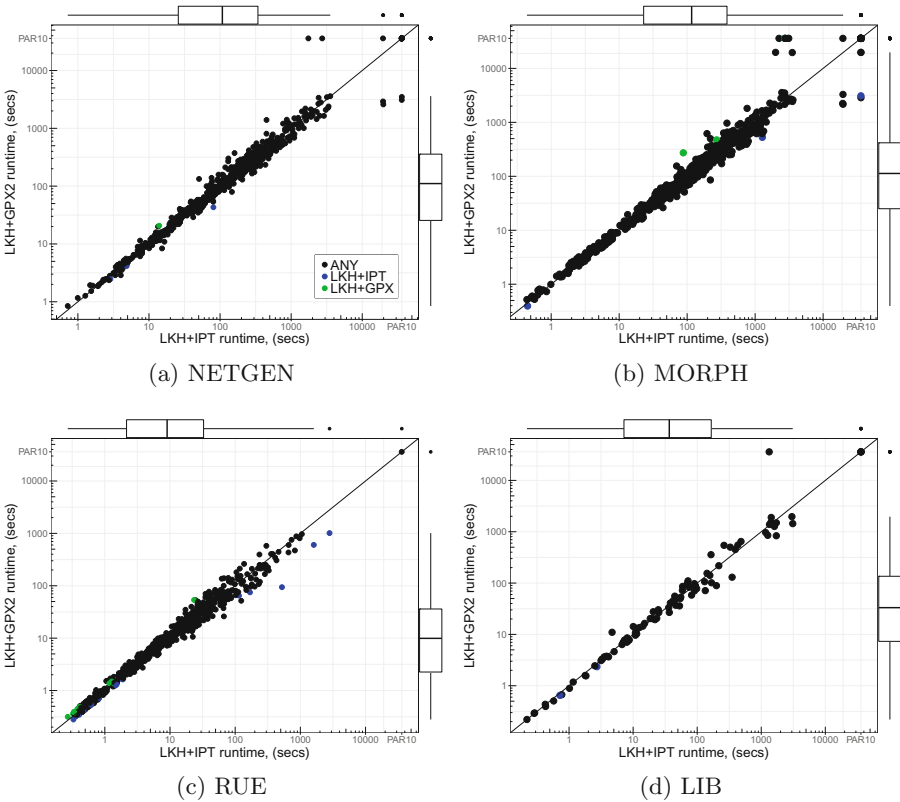 PAR10
10000
1000
100
10
1
LKH+GPX2 runtime, (secs)
ANY
LKH+IPT
LKH+GPX
1 10 100 1000 10000 PAR10
LKH+IPT runtime, (secs)
(a) NETGEN
PAR10
10000
1000
100
10
1
LKH+GPX2 runtime, (secs)
1 10 100 1000 10000 PAR10
LKH+IPT runtime, (secs)
(b) MORPH
PAR10
10000
1000
100
10
1
LKH+GPX2 runtime, (secs)
1 10 100 1000 10000 PAR10
LKH+IPT runtime, (secs)
(c) RUE
PAR10
10000
1000
100
10
1
LKH+GPX2 runtime, (secs)
1 10 100 1000 10000 PAR10
LKH+IPT runtime, (secs)
(d) LIB